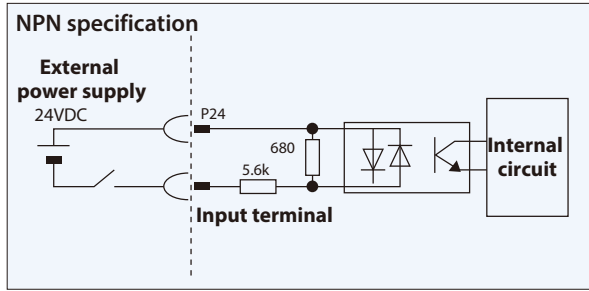 NPN specification
External
power supply
24VDC
P24
680
5.6k
Input terminal
Internal
circuit